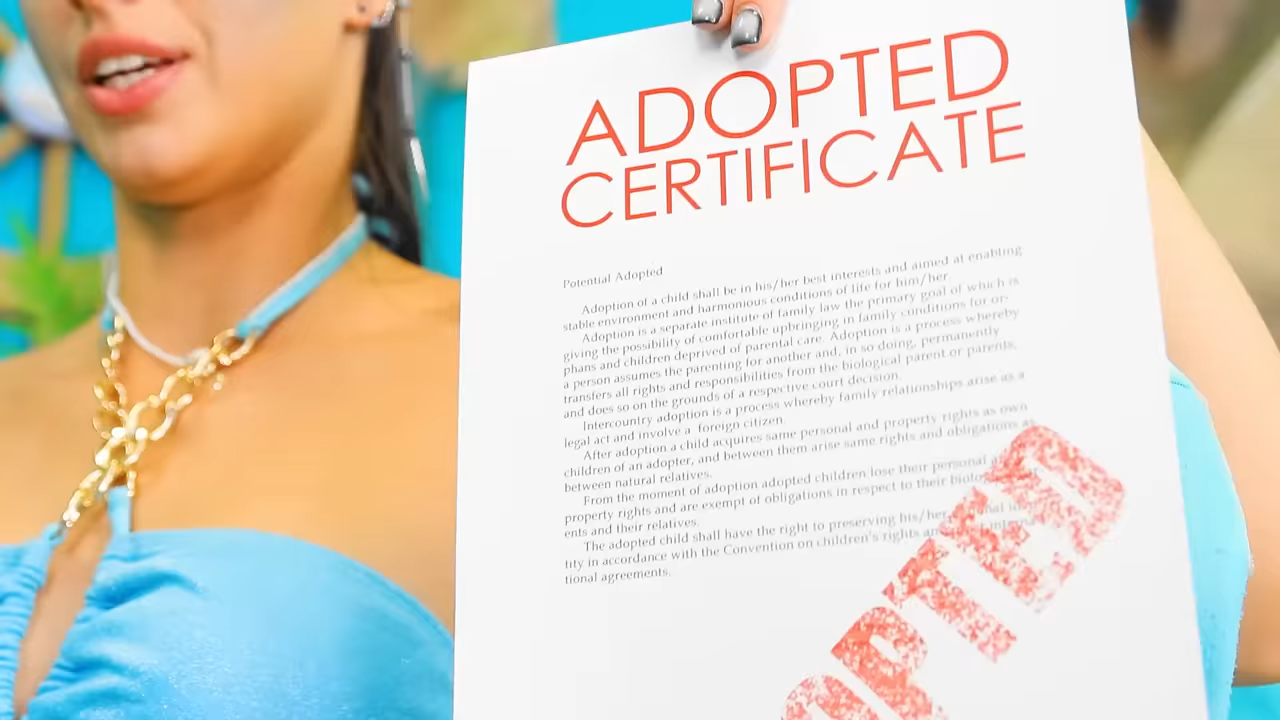 ADOPTED
CERTIFICATE
Potential Adopted
Adoption of a child shall be in his/her best interests and aimed at enabling
stable environment and harmonious conditions of life for him/her.
Adoption is a separate institute of family law the primary goal of which is
giving the possibility of comfortable upbringing in family conditions for or-
phans and children deprived of parental care. Adoption is a process whereby
a person assumes the parenting for another and, in so doing, permanently
transfers all rights and responsibilities from the biological parent or parents,
and does so on the grounds of a respective court decision.
Intercountry adoption is a process whereby family relationships arise as a
legal act and involve a foreign citizen.
After adoption a child acquires same personal and property rights as own
children of an adopter, and between them arise same rights and obligations as
between natural relatives.
From the moment of adoption adopted children lose their personal
property rights and are exempt of obligations in respect to their
ents and their relatives.
The adopted child shall have the right to preserving his/her
tity in accordance with the Convention on children's rights
tional agreements.
OPTED